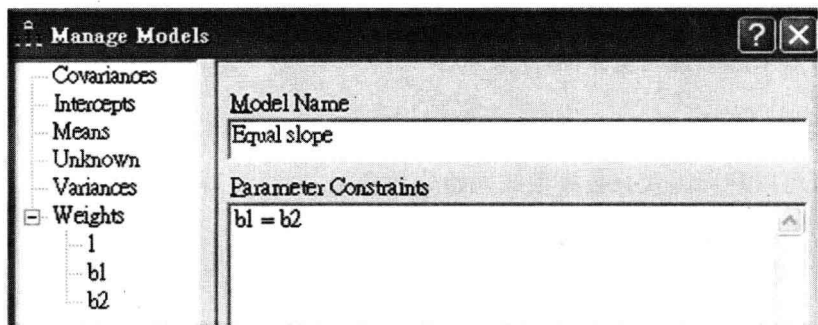 Manage Models
Covariances
Intercepts
Means
Unknown
Variances
Weights
1
b1
b2
Model Name
Equal slope
Parameter Constraints
b1 = b2